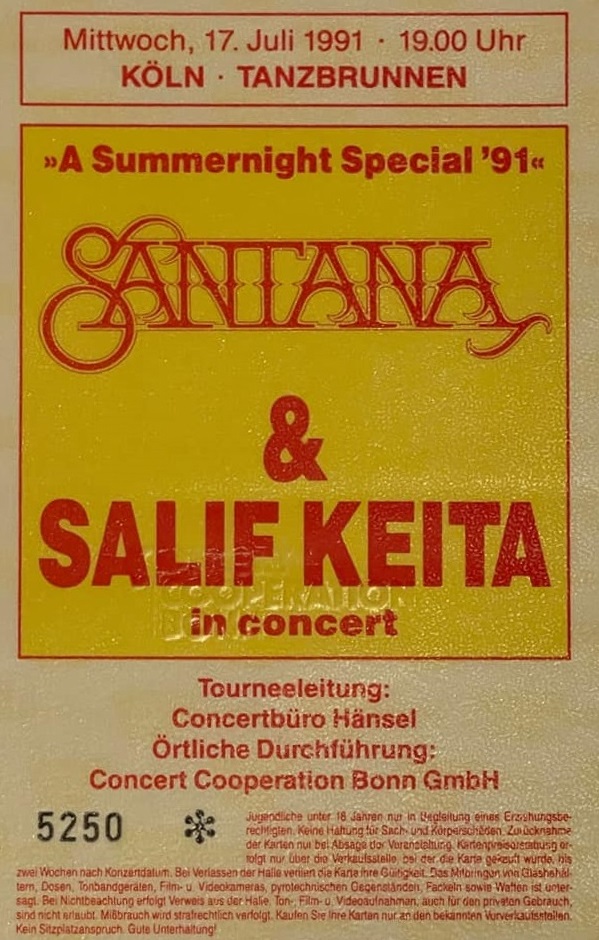 Mittwoch, 17. Juli 1991 · 19.00 Uhr
KÖLN · TANZBRUNNEN
»A Summernight Special ’91«
SANTANA
&
SALIF KEITA
COOPERATION
BONN
in concert
Tourneeleitung:
Concertbüro Hänsel
Örtliche Durchführung:
Concert Cooperation Bonn GmbH
5250 *
Jugendliche unter 16 Jahren nur in Begleitung eines Erziehungsbe-
rechtigten. Keine Haftung für Sach- und Körperschäden. Zurücknahme
der Karten nur bei Absage der Veranstaltung. Kartenpreiserstattung er-
folgt nur über die Verkaufsstelle, bei der die Karte gekauft wurde, bis
zwei Wochen nach Konzertdatum. Bei Verlassen der Halle verliert die Karte ihre Gültigkeit. Das Mitbringen von Glasbehäl-
tern, Dosen, Tonbandgeräten, Film- u. Videokameras, pyrotechnischen Gegenständen, Fackeln sowie Waffen ist unter-
sagt. Bei Nichtbeachtung erfolgt Verweis aus der Halle. Ton-, Film- u. Videoaufnahmen, auch für den privaten Gebrauch,
sind nicht erlaubt. Mißbrauch wird strafrechtlich verfolgt. Kaufen Sie Ihre Karten nur an den bekannten Vorverkaufsstellen.
Kein Sitzplatzanspruch. Gute Unterhaltung!